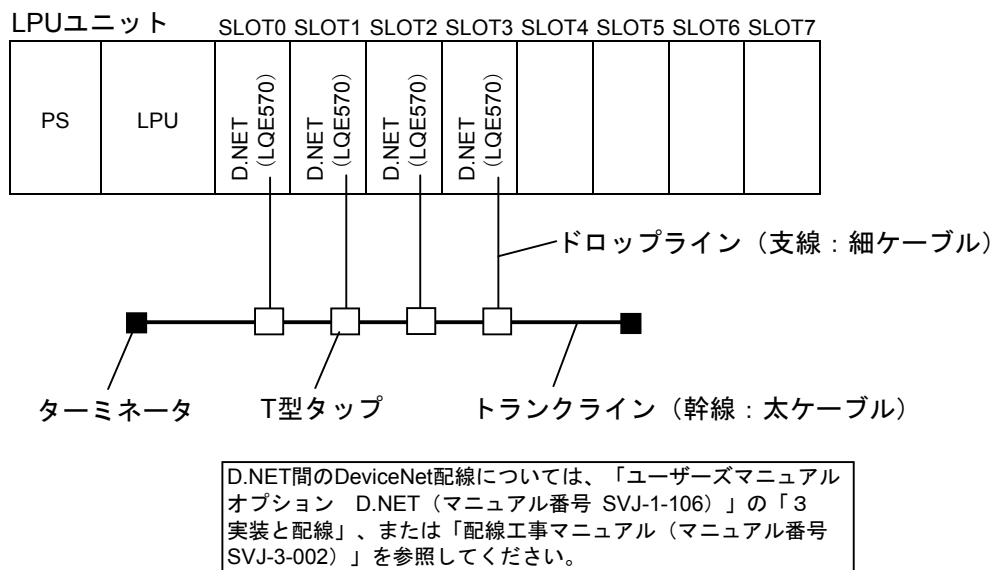 LPUユニット
SLOT0 SLOT1 SLOT2 SLOT3 SLOT4 SLOT5 SLOT6 SLOT7
PS
LPU
D.NET
(LQE570)
D.NET
(LQE570)
D.NET
(LQE570)
D.NET
(LQE570)
ドロップライン（支線：細ケーブル）
ターミネータ
T型タップ
トランクライン（幹線：太ケーブル）
D.NET間のDeviceNet配線については、「ユーザーズマニュアル
オプション　D.NET（マニュアル番号 SVJ-1-106）」の「３
実装と配線」、または「配線工事マニュアル（マニュアル番号
SVJ-3-002）」を参照してください。